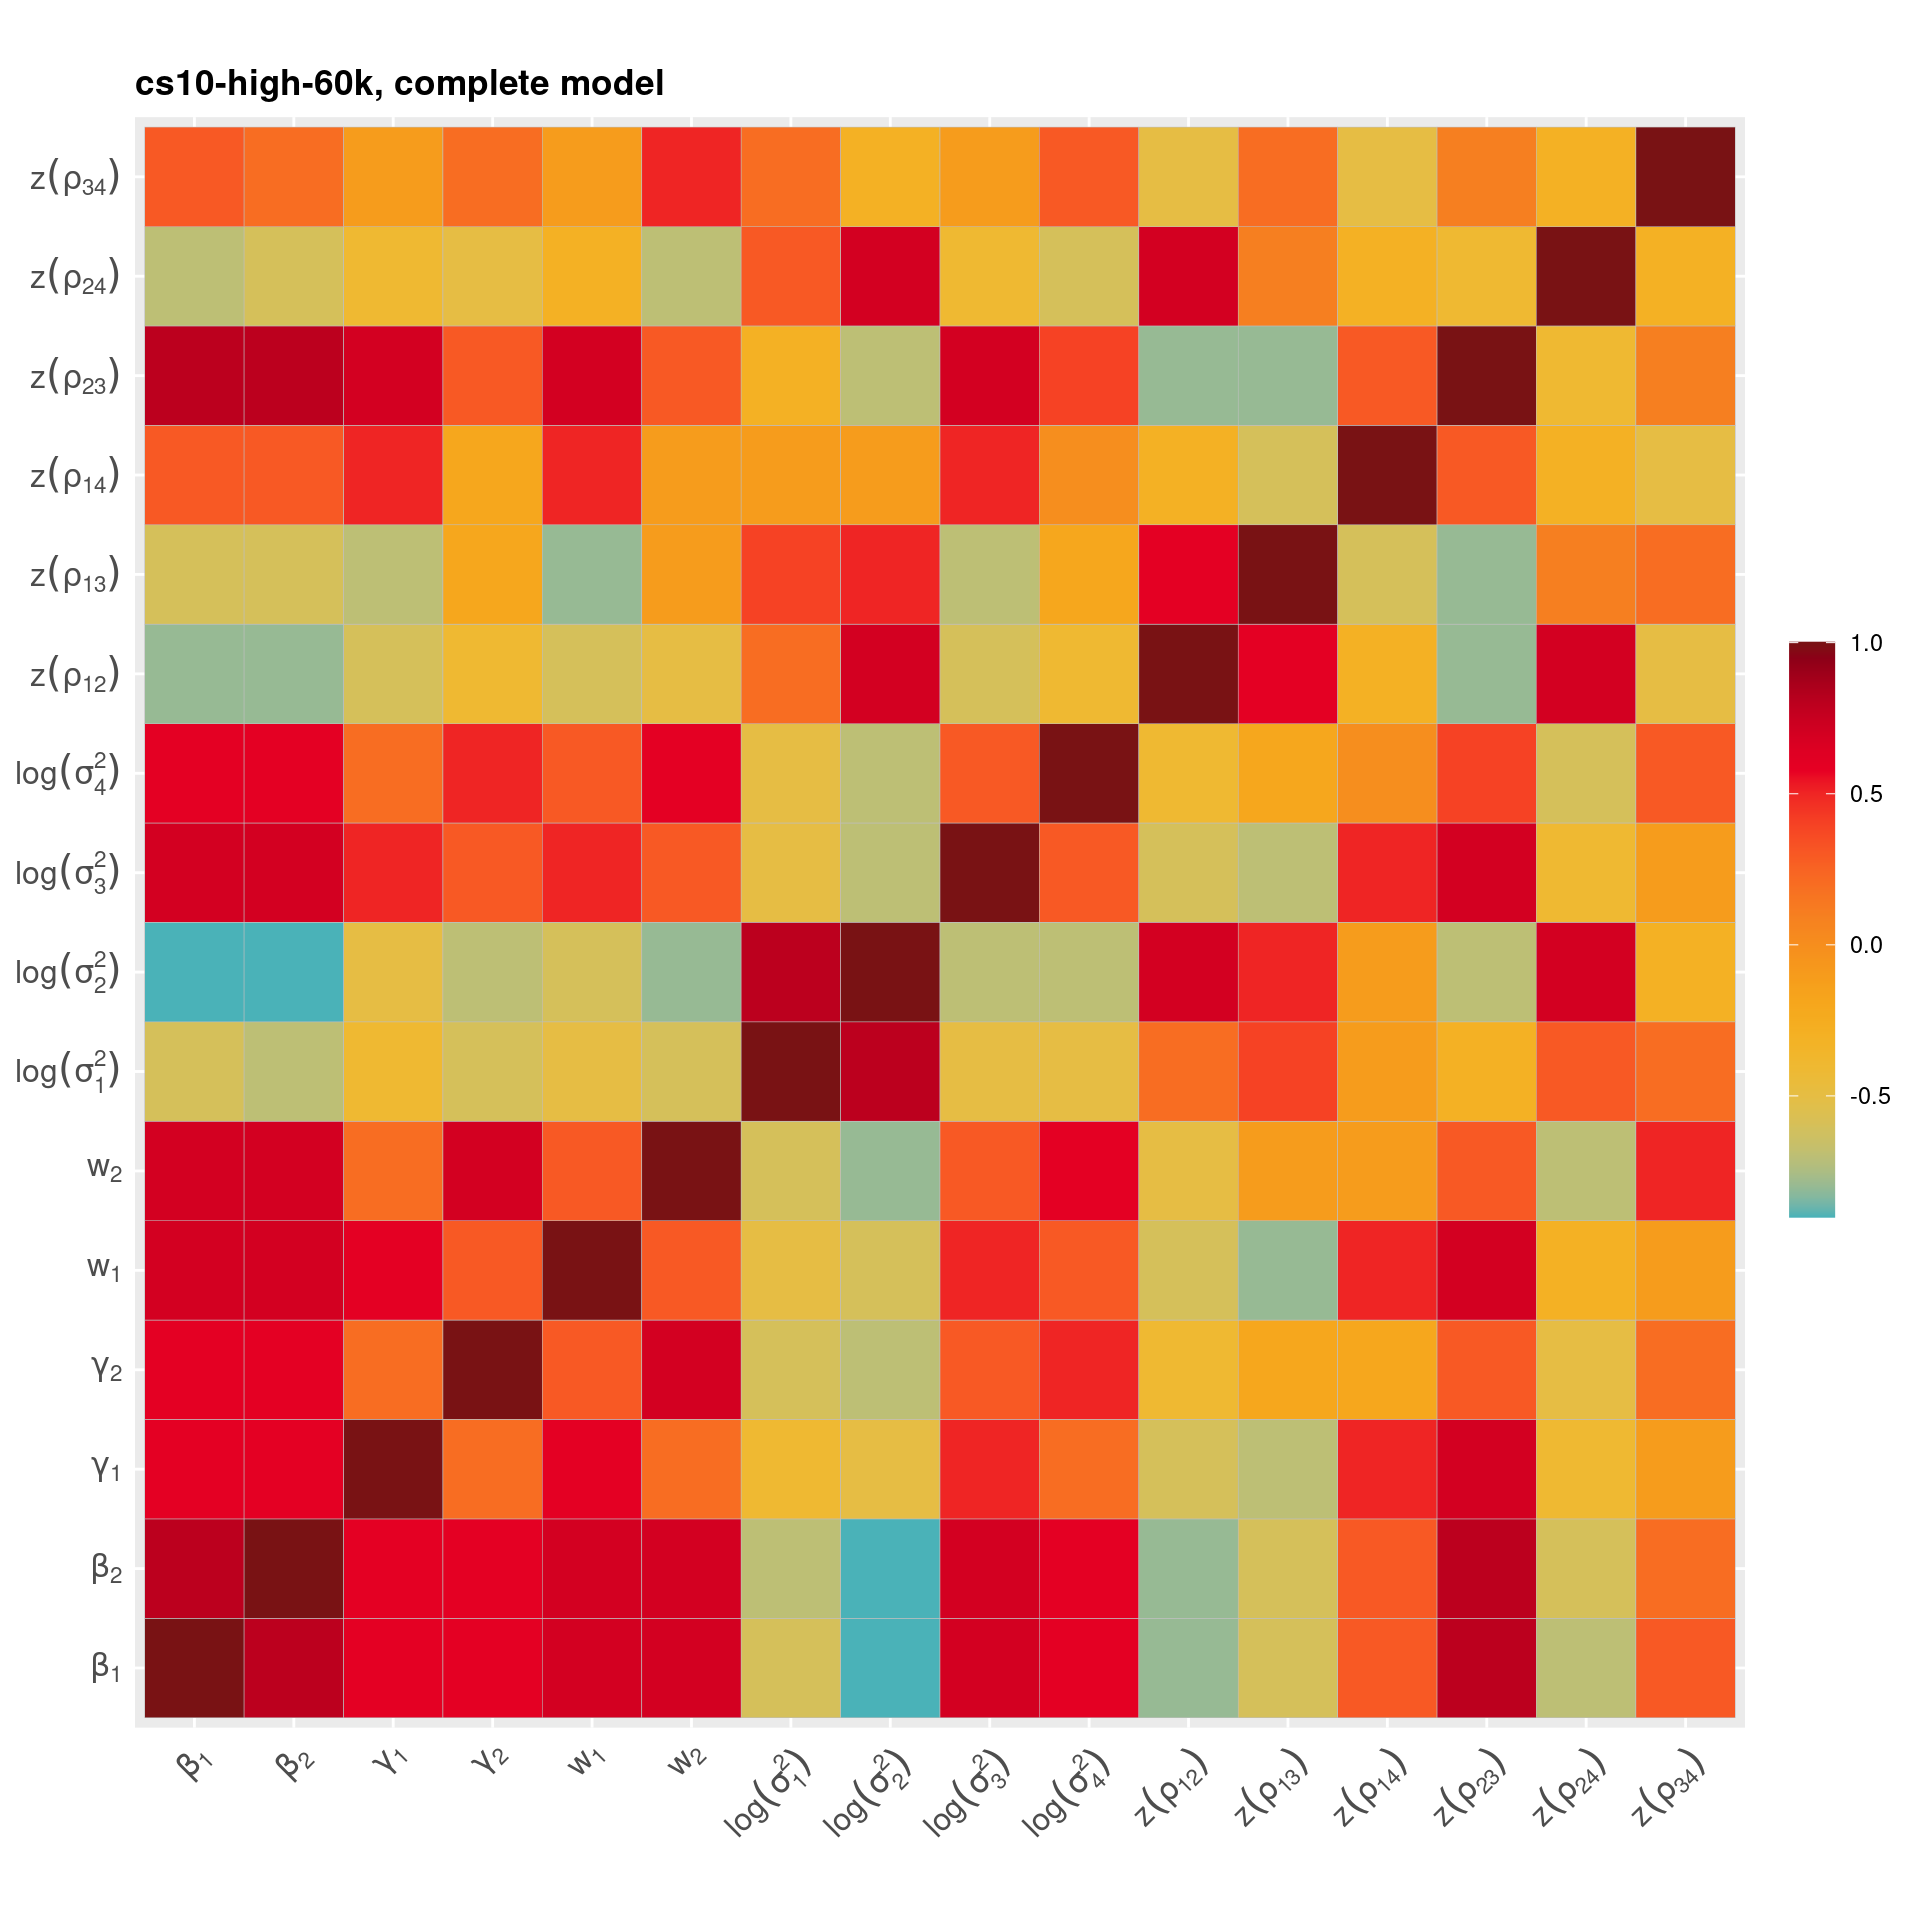 cs10-high-60k, complete model
z(ρ₃₄)
z(ρ₂₄)
z(ρ₂₃)
z(ρ₁₄)
z(ρ₁₃)
z(ρ₁₂)
log(σ₄²)
log(σ₃²)
log(σ₂²)
log(σ₁²)
w₂
w₁
γ₂
γ₁
β₂
β₁
β₁ β₂ γ₁ γ₂ w₁ w₂ log(σ₁²) log(σ₂²) log(σ₃²) log(σ₄²) z(ρ₁₂) z(ρ₁₃) z(ρ₁₄) z(ρ₂₃) z(ρ₂₄) z(ρ₃₄)
1.0
0.5
0.0
-0.5